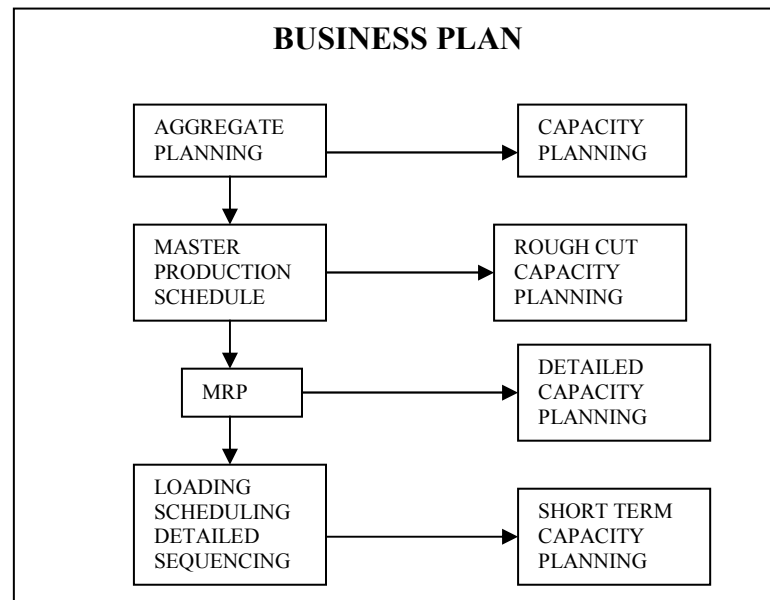 BUSINESS PLAN
AGGREGATE
PLANNING
CAPACITY
PLANNING
MASTER
PRODUCTION
SCHEDULE
ROUGH CUT
CAPACITY
PLANNING
MRP
DETAILED
CAPACITY
PLANNING
LOADING
SCHEDULING
DETAILED
SEQUENCING
SHORT TERM
CAPACITY
PLANNING